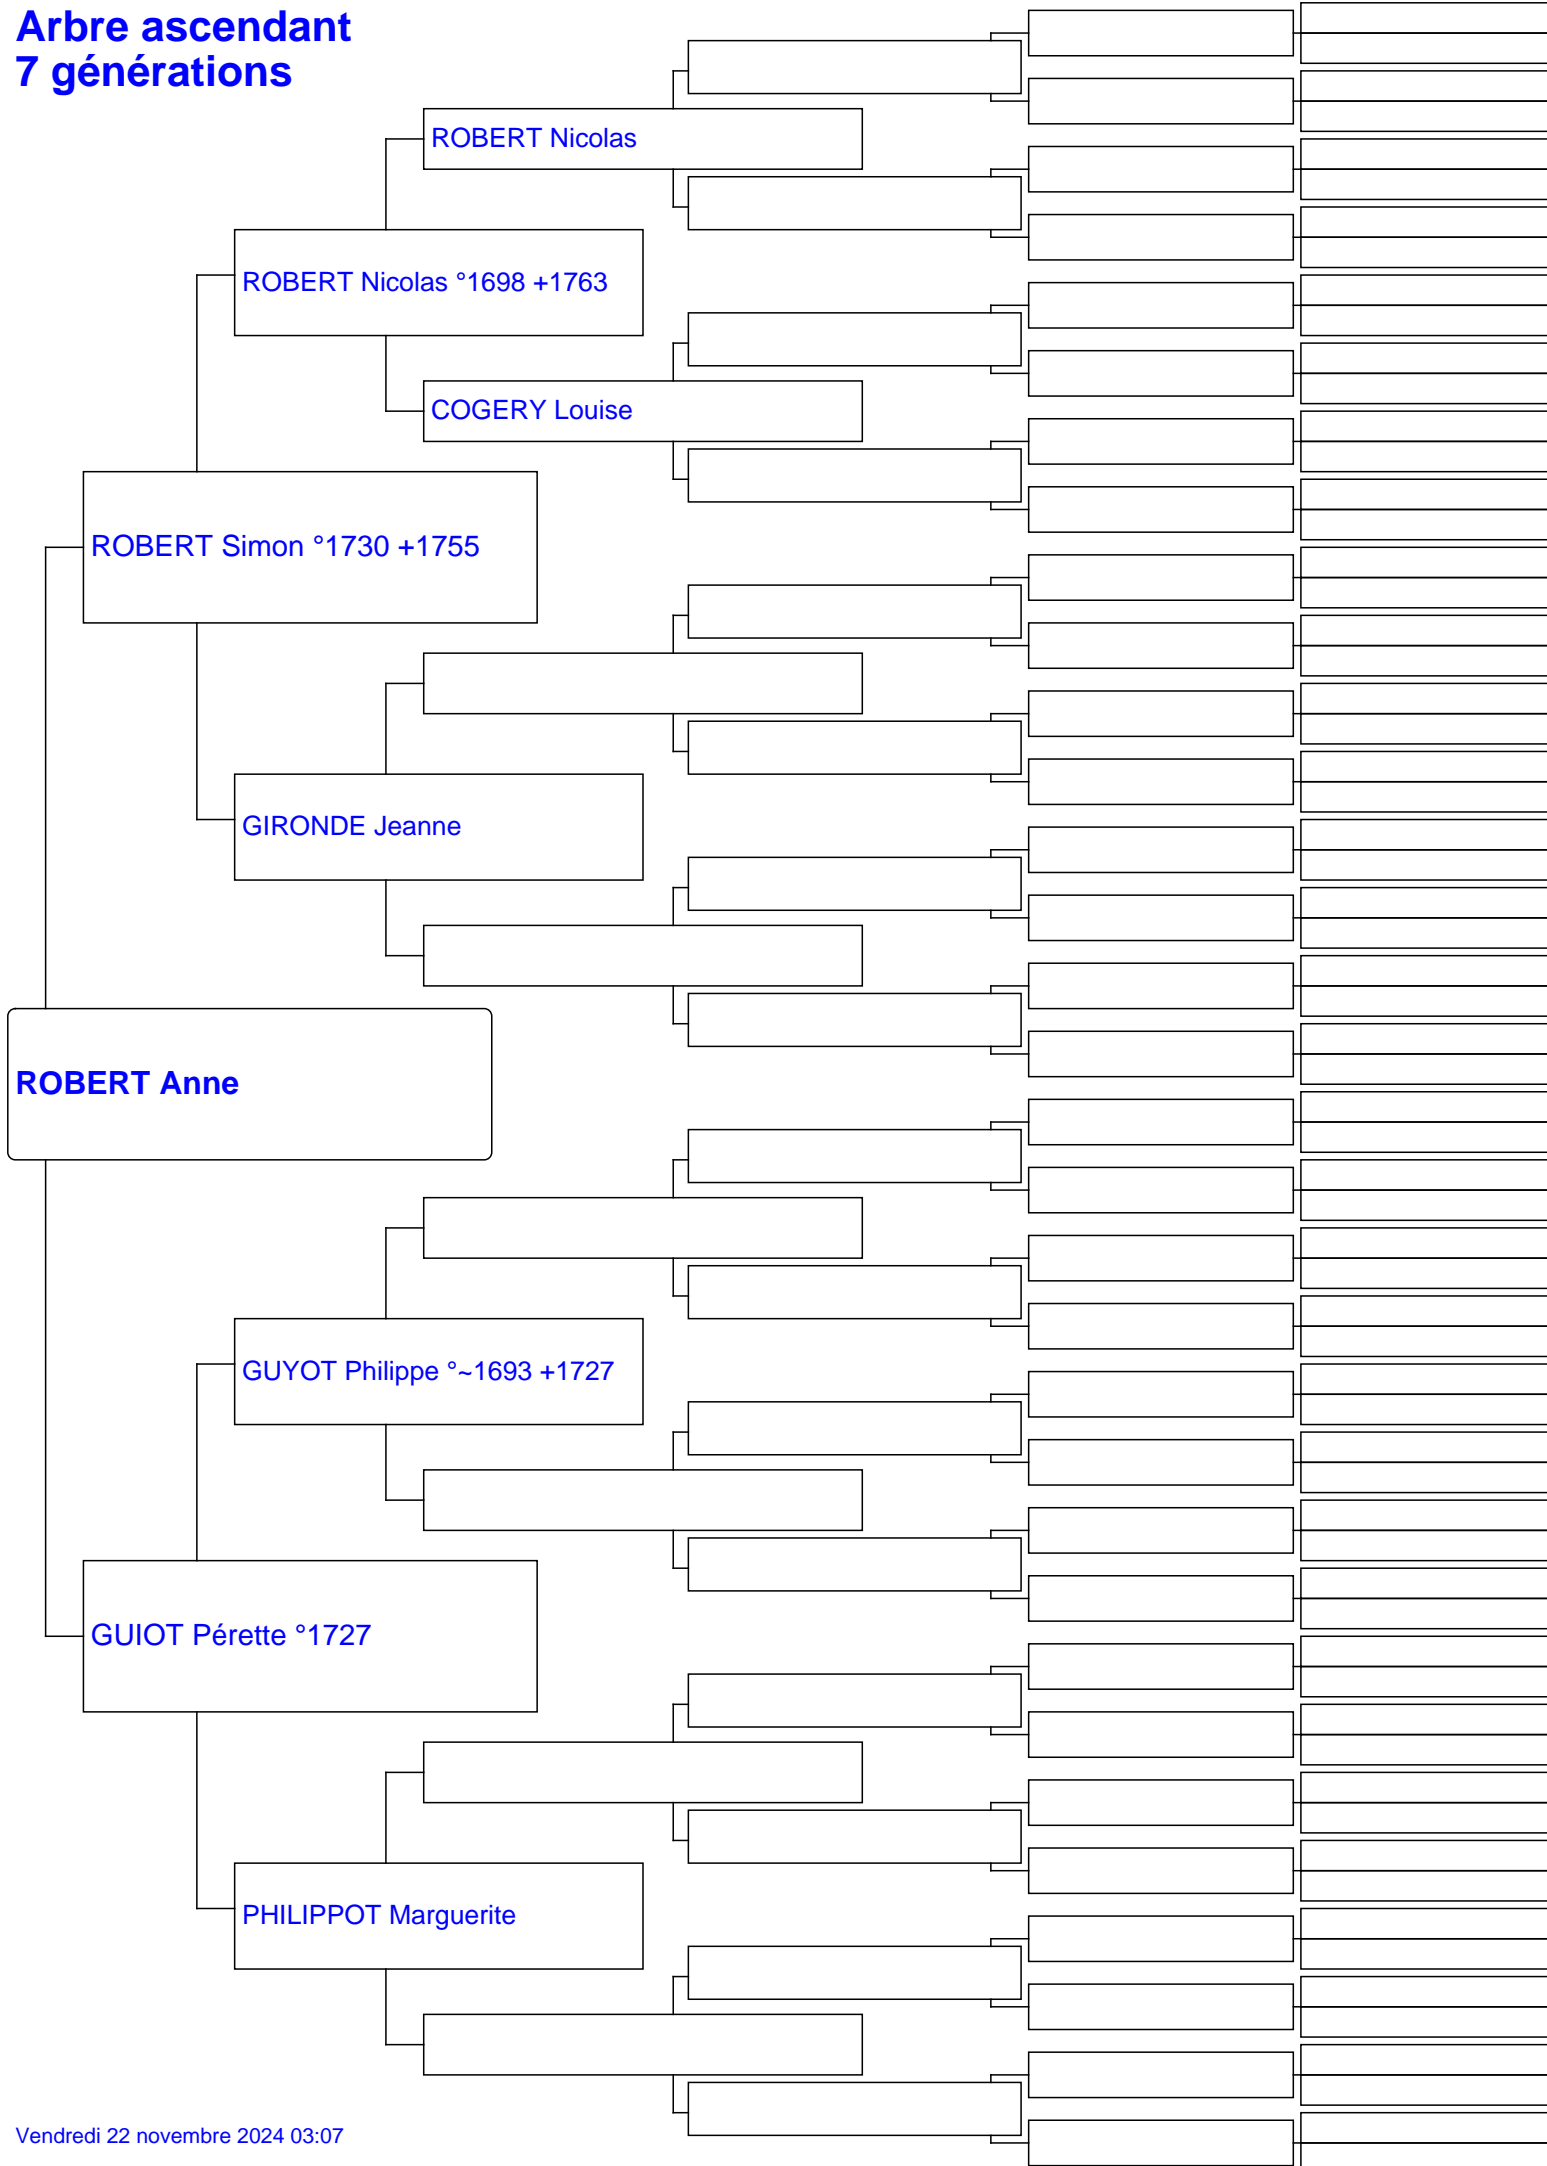 Arbre ascendant
7 générations
ROBERT Nicolas
ROBERT Nicolas °1698 +1763
COGERY Louise
ROBERT Simon °1730 +1755
GIRONDE Jeanne
ROBERT Anne
GUYOT Philippe °~1693 +1727
GUIOT Pérette °1727
PHILIPPOT Marguerite
Vendredi 22 novembre 2024 03:07